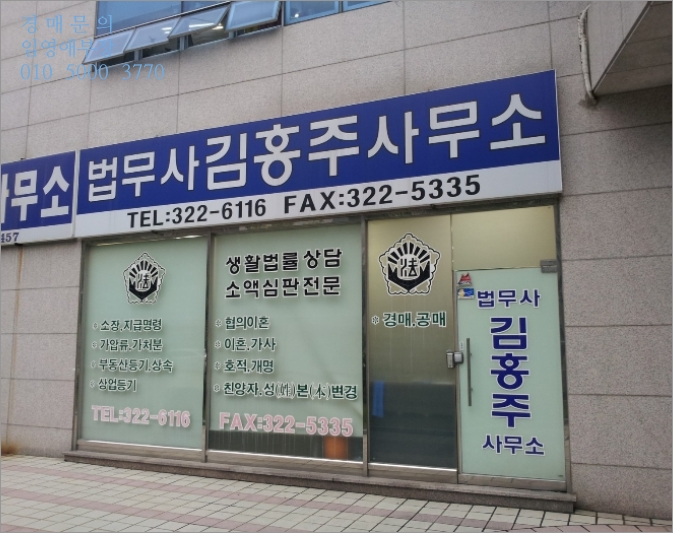 경매문의
010 5000 3770
법무사김홍주사무소
TEL:322-6116 FAX:322-5335
무소
457
法
생활법률상담
소액심판전문
* 소장.지급명령
* 가압류.가처분
* 부동산등기.상속
* 상업등기
* 협의이혼
* 이혼.가사
* 호적.개명
* 친양자.성(姓)본(本)변경
TEL:322-6116
FAX:322-5335
法
* 경매.공매
법무사
김홍주
사무소